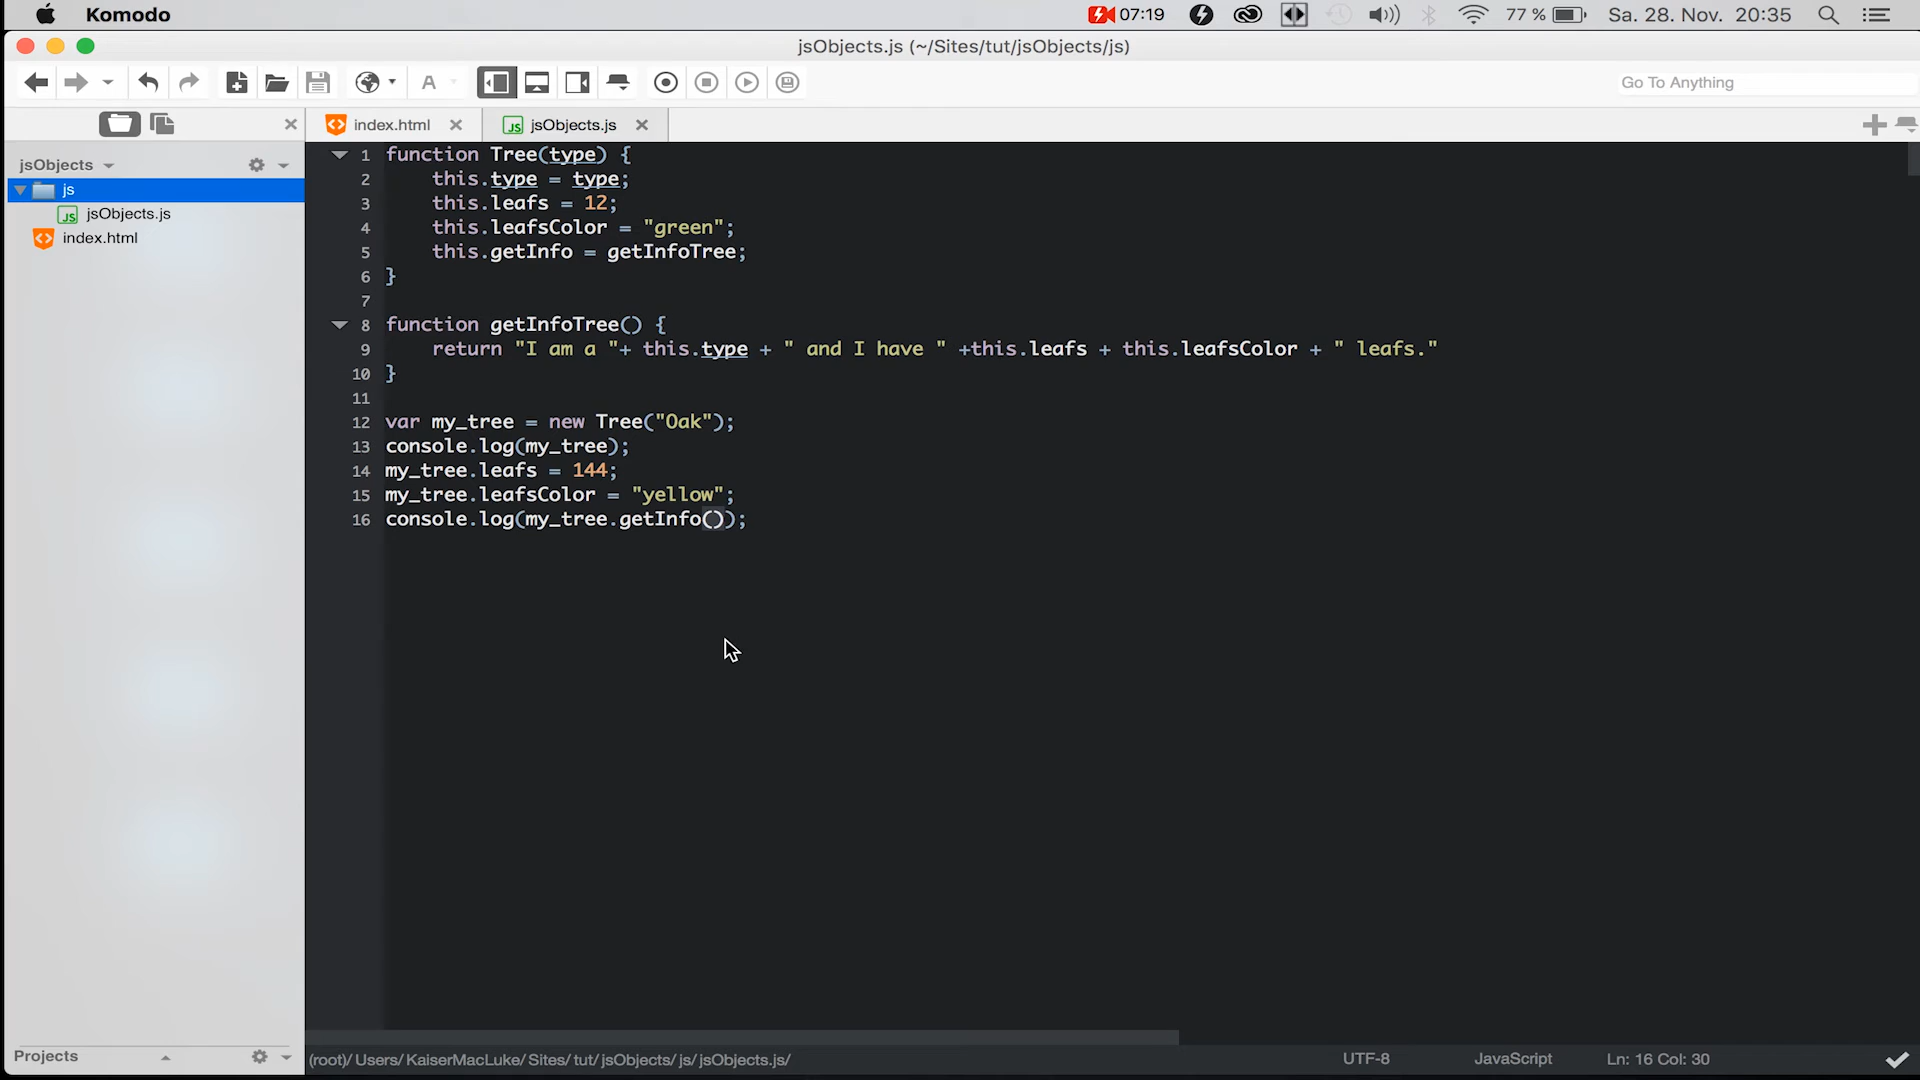 Komodo
07:19
77 %
Sa. 28. Nov. 20:35
jsObjects.js (~/Sites/tut/jsObjects/js)
A
Go To Anything
index.html
jsObjects.js
jsObjects
js
jsObjects.js
index.html
1 function Tree(type) {
2 this.type = type;
3 this.leafs = 12;
4 this.leafsColor = "green";
5 this.getInfo = getInfoTree;
6 }
7
8 function getInfoTree() {
9 return "I am a "+ this.type + " and I have " +this.leafs + this.leafsColor + " leafs."
10 }
11
12 var my_tree = new Tree("Oak");
13 console.log(my_tree);
14 my_tree.leafs = 144;
15 my_tree.leafsColor = "yellow";
16 console.log(my_tree.getInfo());
Projects
(root)/ Users/ KaiserMacLuke/ Sites/ tut/ jsObjects/ js/ jsObjects.js/
UTF-8
JavaScript
Ln: 16 Col: 30